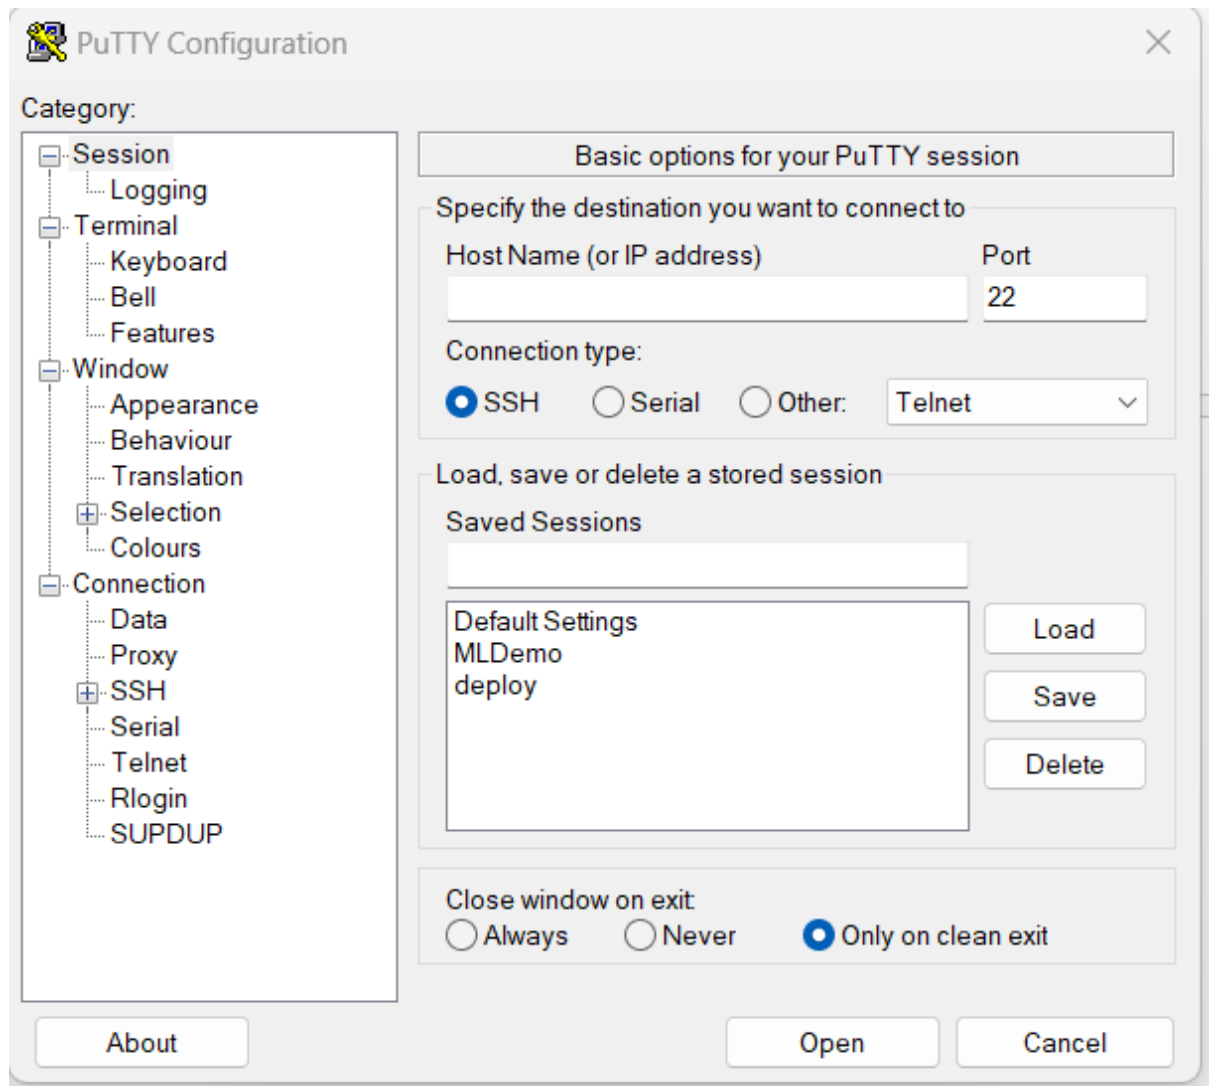 PuTTY Configuration
Category:
Session
Logging
Terminal
Keyboard
Bell
Features
Window
Appearance
Behaviour
Translation
Selection
Colours
Connection
Data
Proxy
SSH
Serial
Telnet
Rlogin
SUPDUP
Basic options for your PuTTY session
Specify the destination you want to connect to
Host Name (or IP address) Port
22
Connection type:
SSH Serial Other: Telnet
Load, save or delete a stored session
Saved Sessions
Default Settings
MLDemo
deploy
Load
Save
Delete
Close window on exit:
Always Never Only on clean exit
About Open Cancel